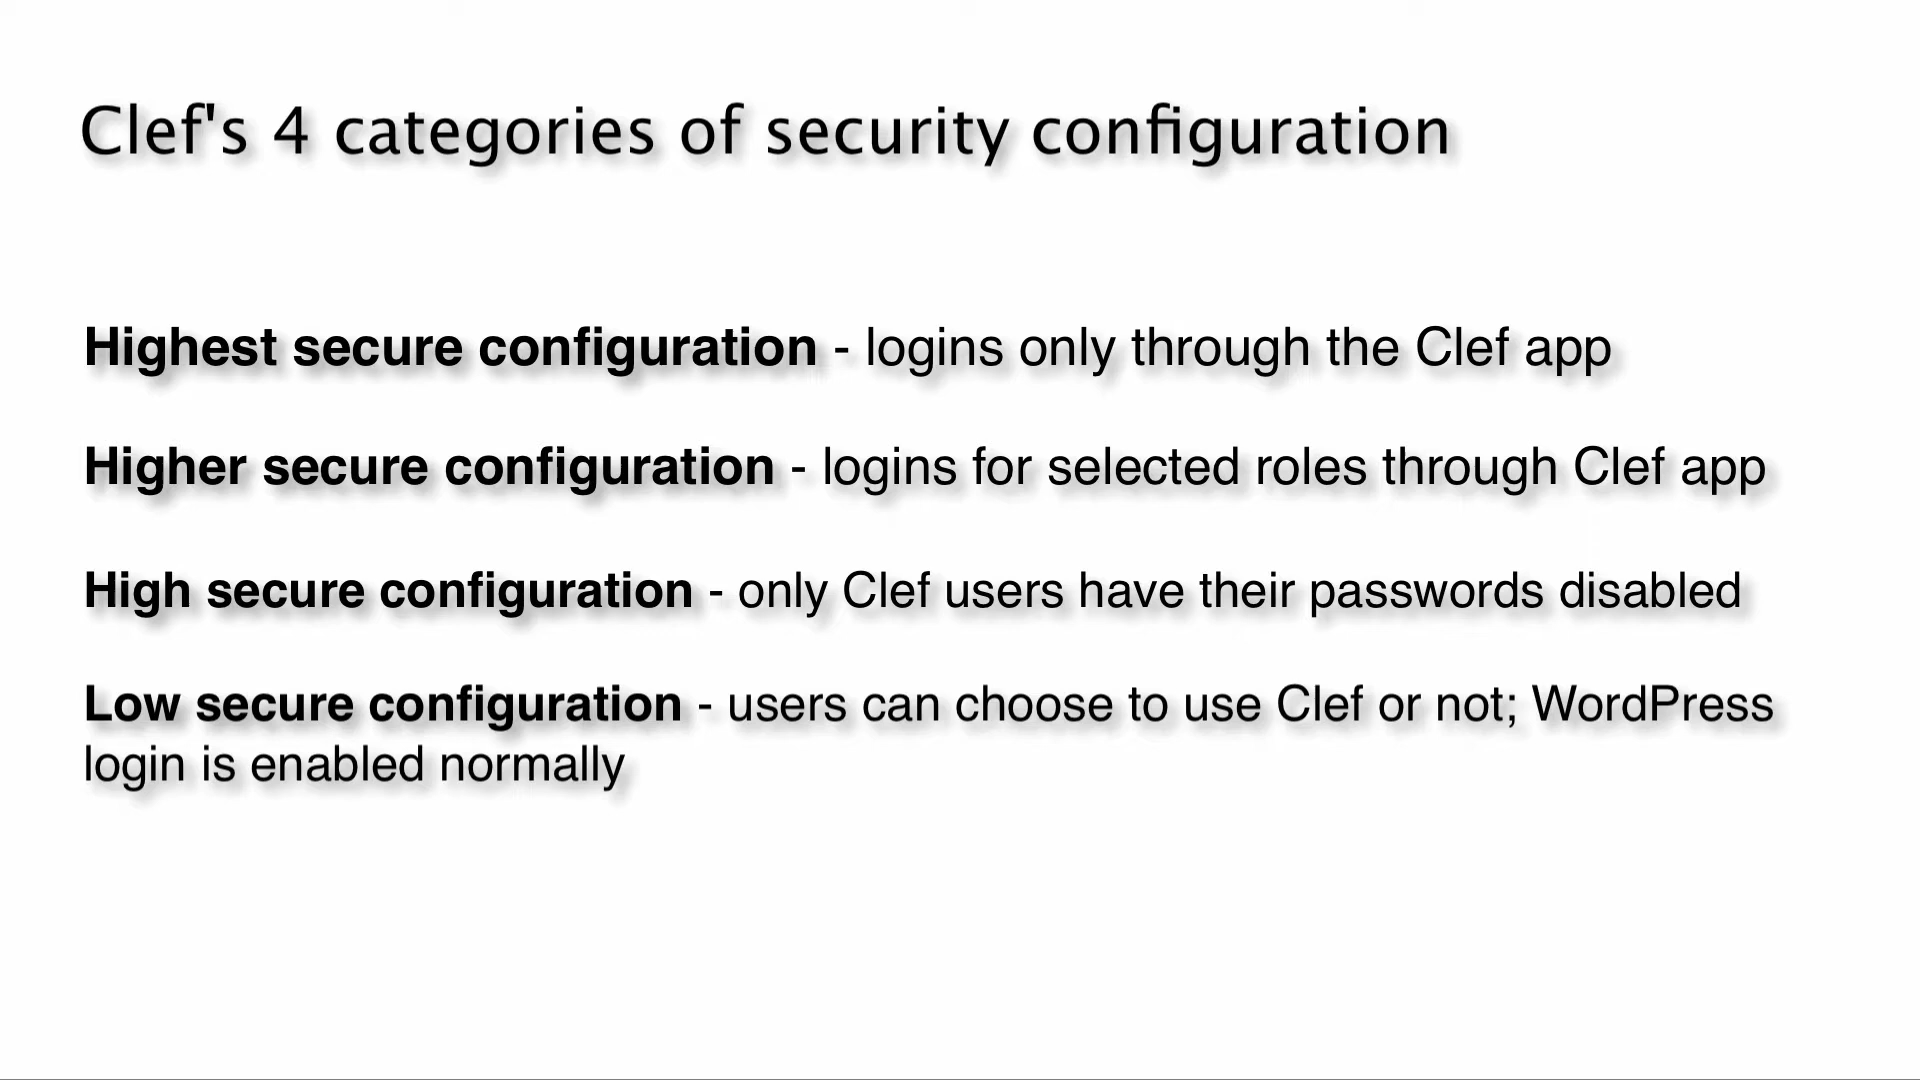 Clef's 4 categories of security configuration
Highest secure configuration - logins only through the Clef app
Higher secure configuration - logins for selected roles through Clef app
High secure configuration - only Clef users have their passwords disabled
Low secure configuration - users can choose to use Clef or not; WordPress
login is enabled normally